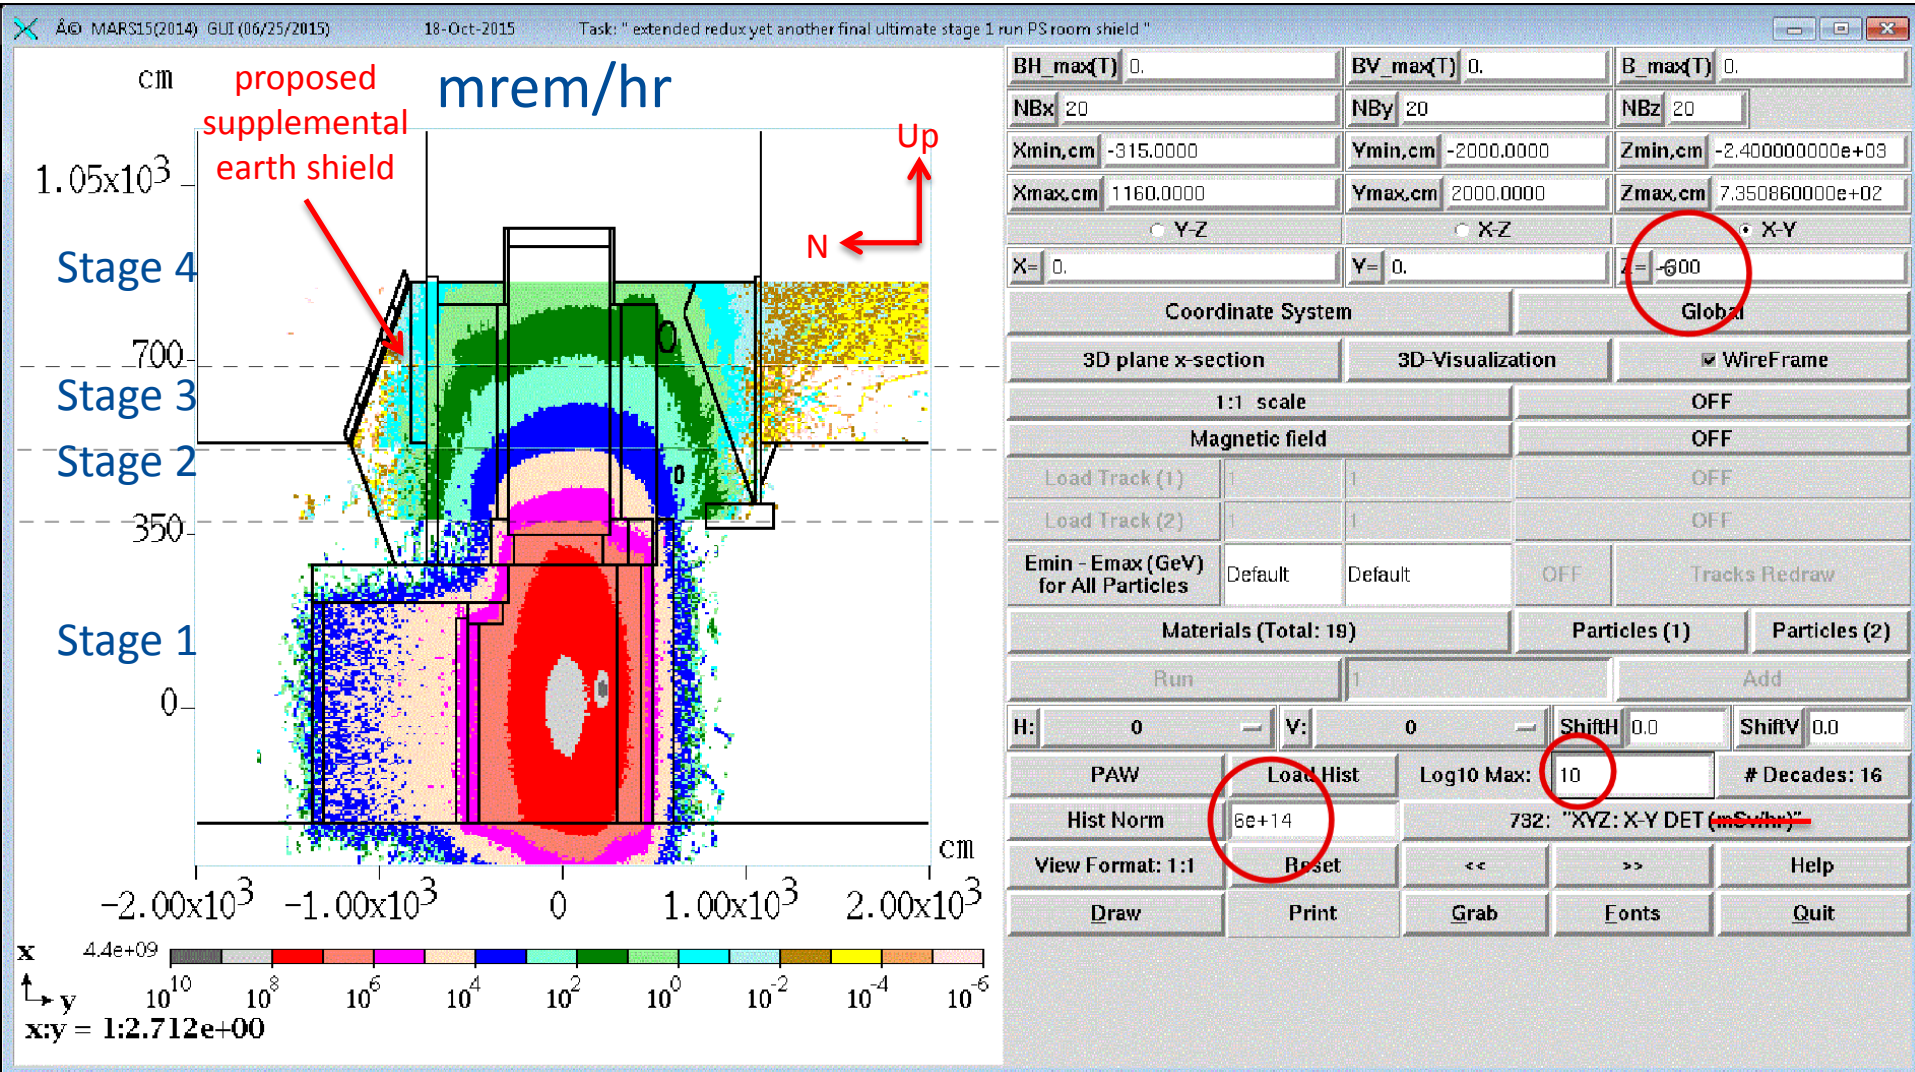 Å© MARS15(2014) GUI (06/25/2015) 18-Oct-2015 Task: " extended redux yet another final ultimate stage 1 run PS room shield "
cm
proposed
supplemental
earth shield
mrem/hr
Up
N
1.05x10³
Stage 4
700
Stage 3
Stage 2
350
Stage 1
0
cm
-2.00x10³ -1.00x10³ 0 1.00x10³ 2.00x10³
x 4.4e+09
y 10¹⁰ 10⁸ 10⁶ 10⁴ 10² 10⁰ 10⁻² 10⁻⁴ 10⁻⁶
x:y = 1:2.712e+00
BH_max(T) 0. BV_max(T) 0. B_max(T) 0.
NBx 20 NBy 20 NBz 20
Xmin,cm -315.0000 Ymin,cm -2000.0000 Zmin,cm -2.400000000e+03
Xmax,cm 1160.0000 Ymax,cm 2000.0000 Zmax,cm 7.350860000e+02
Y-Z X-Z X-Y
X= 0. Y= 0. Z= -600
Coordinate System Global
3D plane x-section 3D-Visualization WireFrame
1:1 scale OFF
Magnetic field OFF
Load Track (1) 1 1 OFF
Load Track (2) 1 1 OFF
Emin - Emax (GeV)
for All Particles Default Default OFF Tracks Redraw
Materials (Total: 19) Particles (1) Particles (2)
Run 1 Add
H: 0 V: 0 ShiftH 0.0 ShiftV 0.0
PAW Load Hist Log10 Max: 10 # Decades: 16
Hist Norm 6e+14 732: "XYZ: X-Y DET (mSv/hr)"
View Format: 1:1 Reset << >> Help
Draw Print Grab Fonts Quit